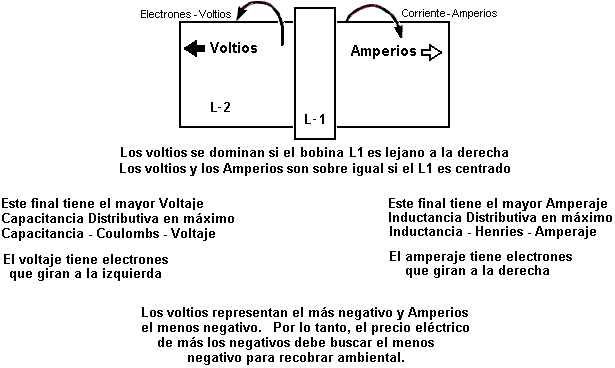 Electrones - Voltios
Corriente - Amperios
Voltios
Amperios
L-2
L-1
Los voltios se dominan si el bobina L1 es lejano a la derecha
Los voltios y los Amperios son sobre igual si el L1 es centrado
Este final tiene el mayor Voltaje
Capacitancia Distributiva en máximo
Capacitancia - Coulombs - Voltaje
El voltaje tiene electrones
que giran a la izquierda
Este final tiene el mayor Amperaje
Inductancia Distributiva en máximo
Inductancia - Henries - Amperaje
El amperaje tiene electrones
que giran a la derecha
Los voltios representan el más negativo y Amperios
el menos negativo. Por lo tanto, el precio eléctrico
de más los negativos debe buscar el menos
negativo para recobrar ambiental.